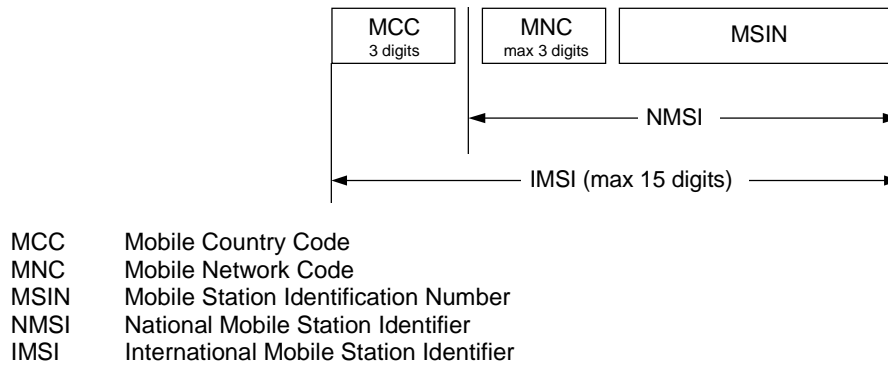 MCC MNC MSIN
3 digits max 3 digits
NMSI
IMSI (max 15 digits)
MCC Mobile Country Code
MNC Mobile Network Code
MSIN Mobile Station Identification Number
NMSI National Mobile Station Identifier
IMSI International Mobile Station Identifier